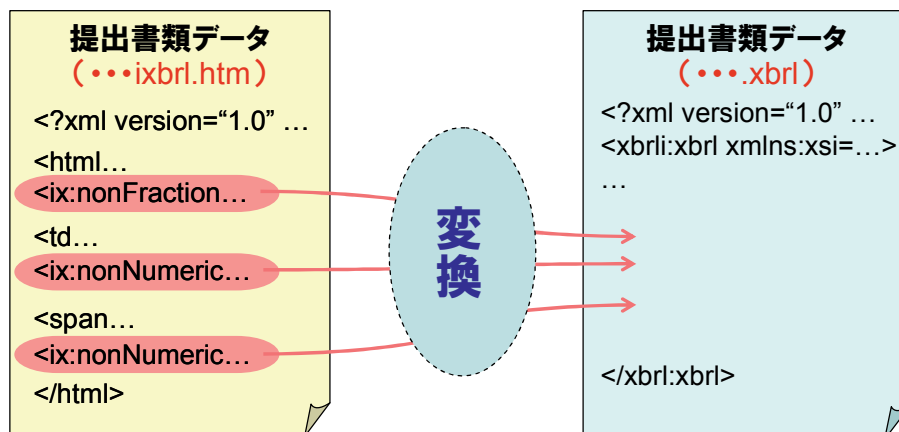 提出書類データ
（･･･ixbrl.htm）
<?xml version=“1.0” …
<html…
<ix:nonFraction…
<td…
<ix:nonNumeric…
<span…
<ix:nonNumeric…
</html>
変換
提出書類データ
（･･･.xbrl）
<?xml version=“1.0” …
<xbrli:xbrl xmlns:xsi=…>
…
</xbrl:xbrl>